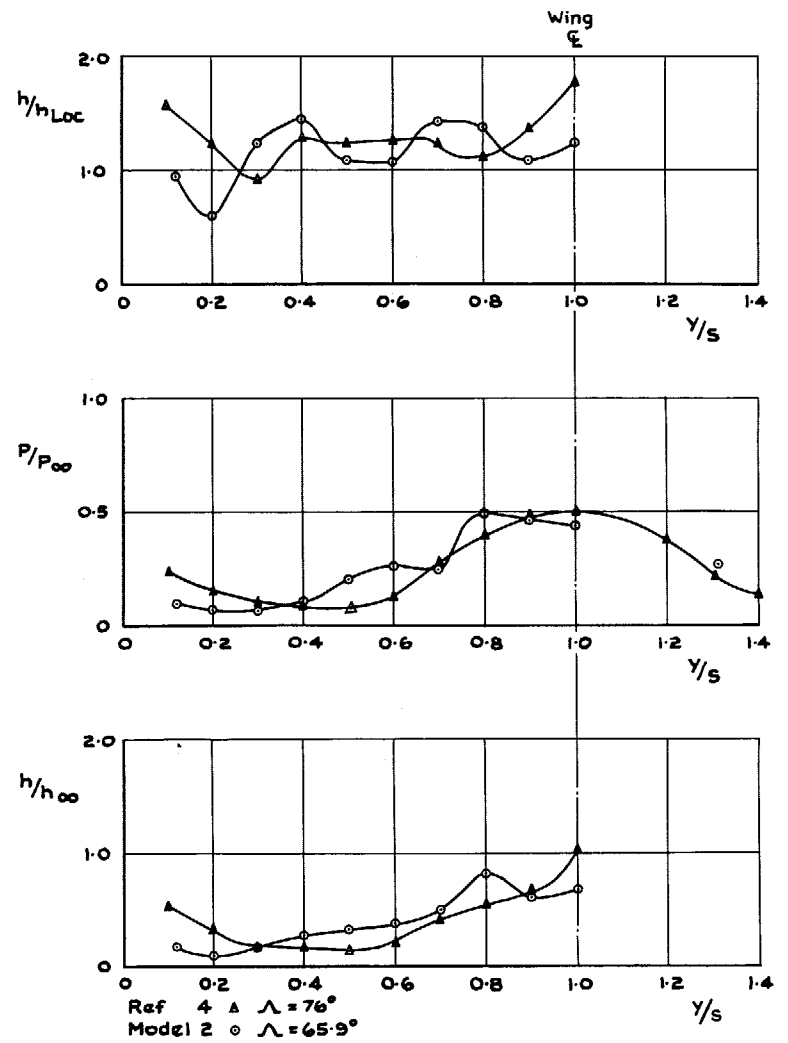 Wing
℄
2·0
h/h Loc
1·0
0
0 0·2 0·4 0·6 0·8 1·0 1·2 1·4
Y/s
1·0
P/P∞
0·5
0
0 0·2 0·4 0·6 0·8 1·0 1·2 1·4
Y/s
2·0
h/h∞
1·0
0
0 0·2 0·4 0·6 0·8 1·0 1·2 1·4
Y/s
Ref 4 ▲ Λ = 76°
Model 2 ⊙ Λ = 65·9°